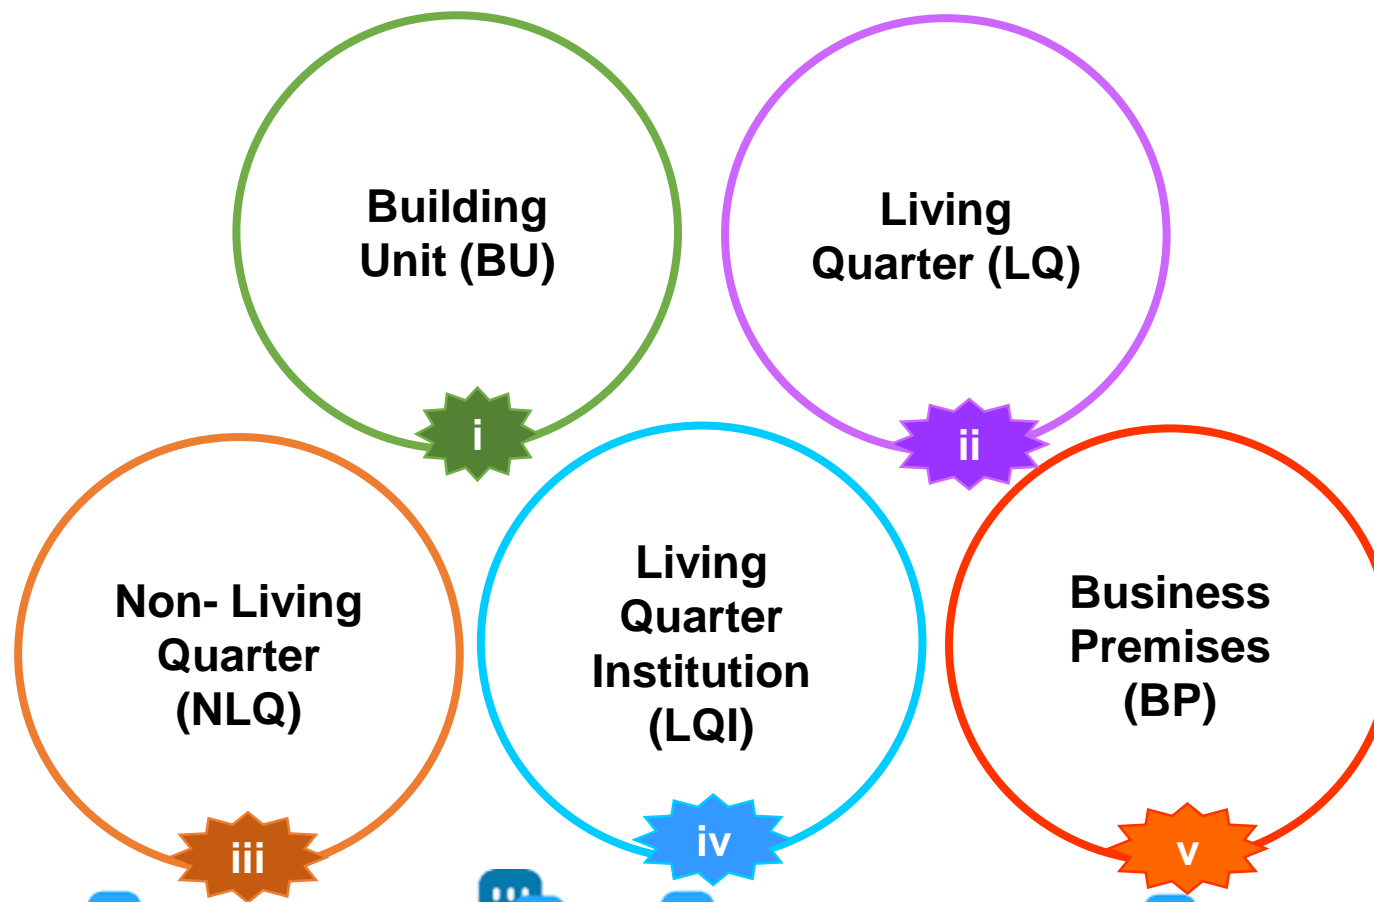 Building
Unit (BU)
i
Living
Quarter (LQ)
ii
Non- Living
Quarter
(NLQ)
iii
Living
Quarter
Institution
(LQI)
iv
Business
Premises
(BP)
v